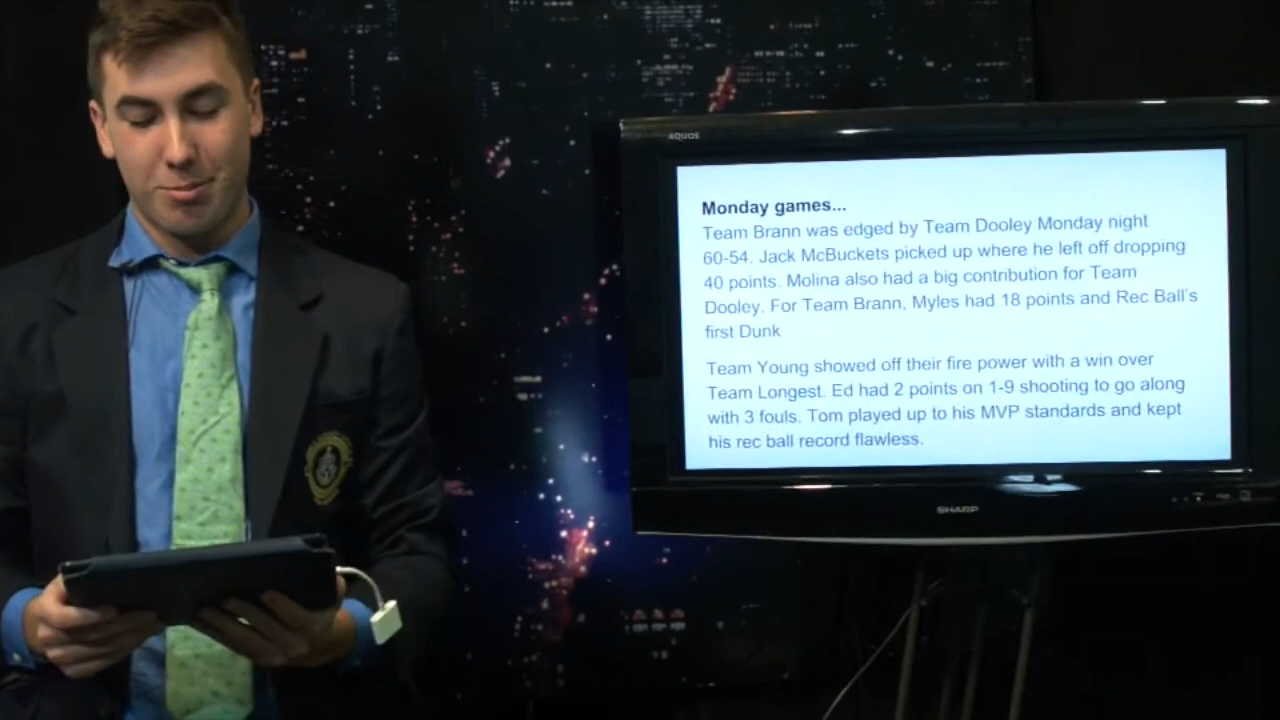 AQUOS
Monday games...
Team Brann was edged by Team Dooley Monday night
60-54. Jack McBuckets picked up where he left off dropping
40 points. Molina also had a big contribution for Team
Dooley. For Team Brann, Myles had 18 points and Rec Ball's
first Dunk
Team Young showed off their fire power with a win over
Team Longest. Ed had 2 points on 1-9 shooting to go along
with 3 fouls. Tom played up to his MVP standards and kept
his rec ball record flawless.
SHARP